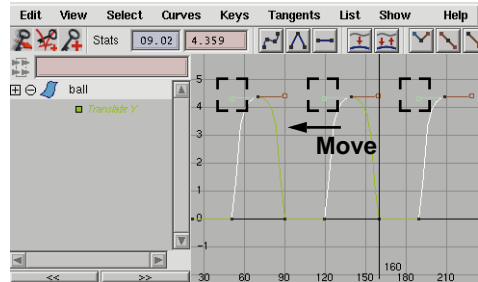 Edit View Select Curves Keys Tangents List Show Help
Stats 09.02 4.359
ball
Translate Y
5
4
3
Move
2
1
0
-1
160
30 60 90 120 150 180 210
<< >>